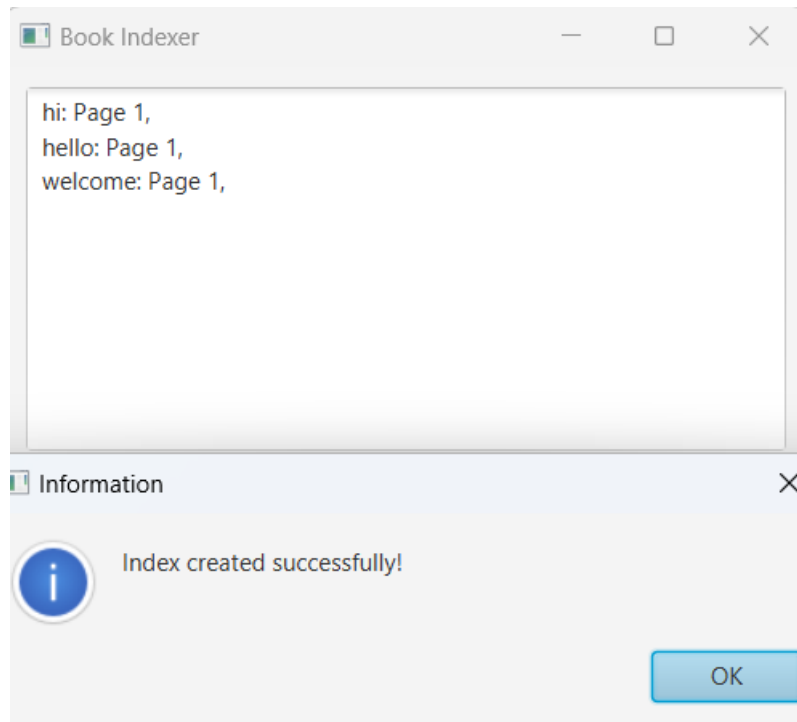 Book Indexer
hi: Page 1,
hello: Page 1,
welcome: Page 1,
Information
Index created successfully!
OK